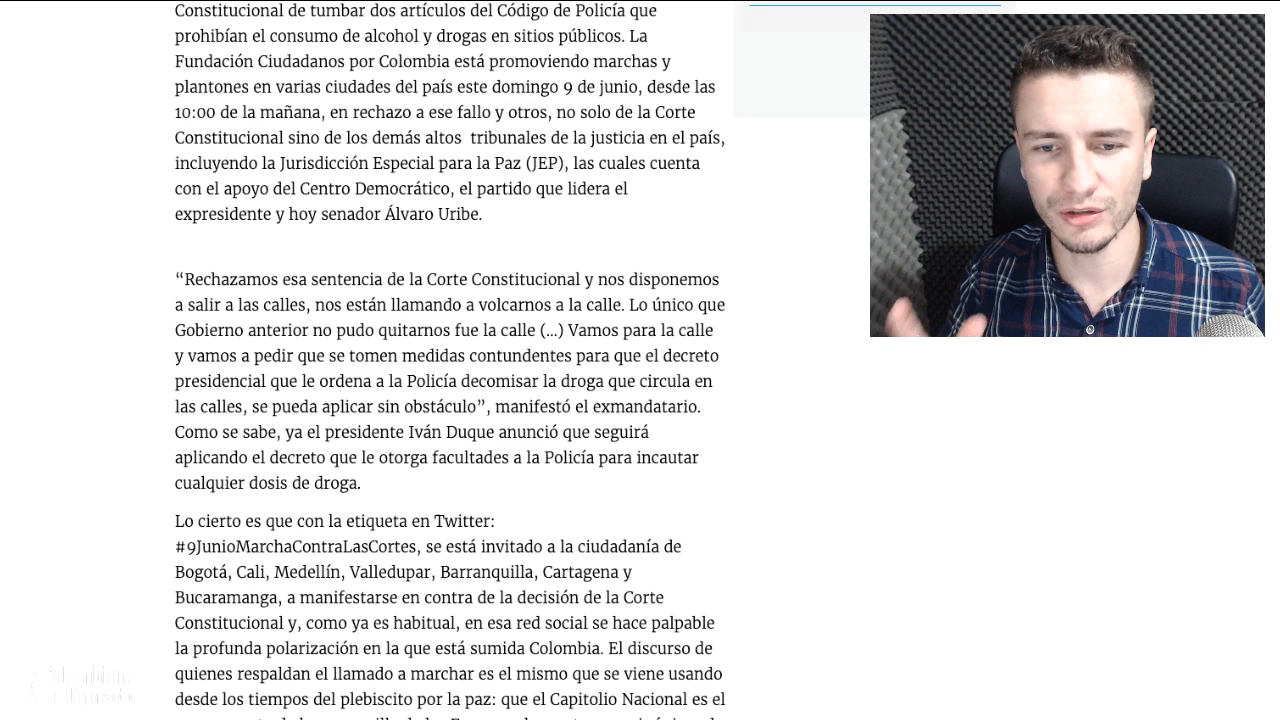 Constitucional de tumbar dos artículos del Código de Policía que
prohibían el consumo de alcohol y drogas en sitios públicos. La
Fundación Ciudadanos por Colombia está promoviendo marchas y
plantones en varias ciudades del país este domingo 9 de junio, desde las
10:00 de la mañana, en rechazo a ese fallo y otros, no solo de la Corte
Constitucional sino de los demás altos tribunales de la justicia en el país,
incluyendo la Jurisdicción Especial para la Paz (JEP), las cuales cuenta
con el apoyo del Centro Democrático, el partido que lidera el
expresidente y hoy senador Álvaro Uribe.
“Rechazamos esa sentencia de la Corte Constitucional y nos disponemos
a salir a las calles, nos están llamando a volcarnos a la calle. Lo único que
Gobierno anterior no pudo quitarnos fue la calle (…) Vamos para la calle
y vamos a pedir que se tomen medidas contundentes para que el decreto
presidencial que le ordena a la Policía decomisar la droga que circula en
las calles, se pueda aplicar sin obstáculo”, manifestó el exmandatario.
Como se sabe, ya el presidente Iván Duque anunció que seguirá
aplicando el decreto que le otorga facultades a la Policía para incautar
cualquier dosis de droga.
Lo cierto es que con la etiqueta en Twitter:
#9JunioMarchaContraLasCortes, se está invitado a la ciudadanía de
Bogotá, Cali, Medellín, Valledupar, Barranquilla, Cartagena y
Bucaramanga, a manifestarse en contra de la decisión de la Corte
Constitucional y, como ya es habitual, en esa red social se hace palpable
la profunda polarización en la que está sumida Colombia. El discurso de
quienes respaldan el llamado a marchar es el mismo que se viene usando
desde los tiempos del plebiscito por la paz: que el Capitolio Nacional es el